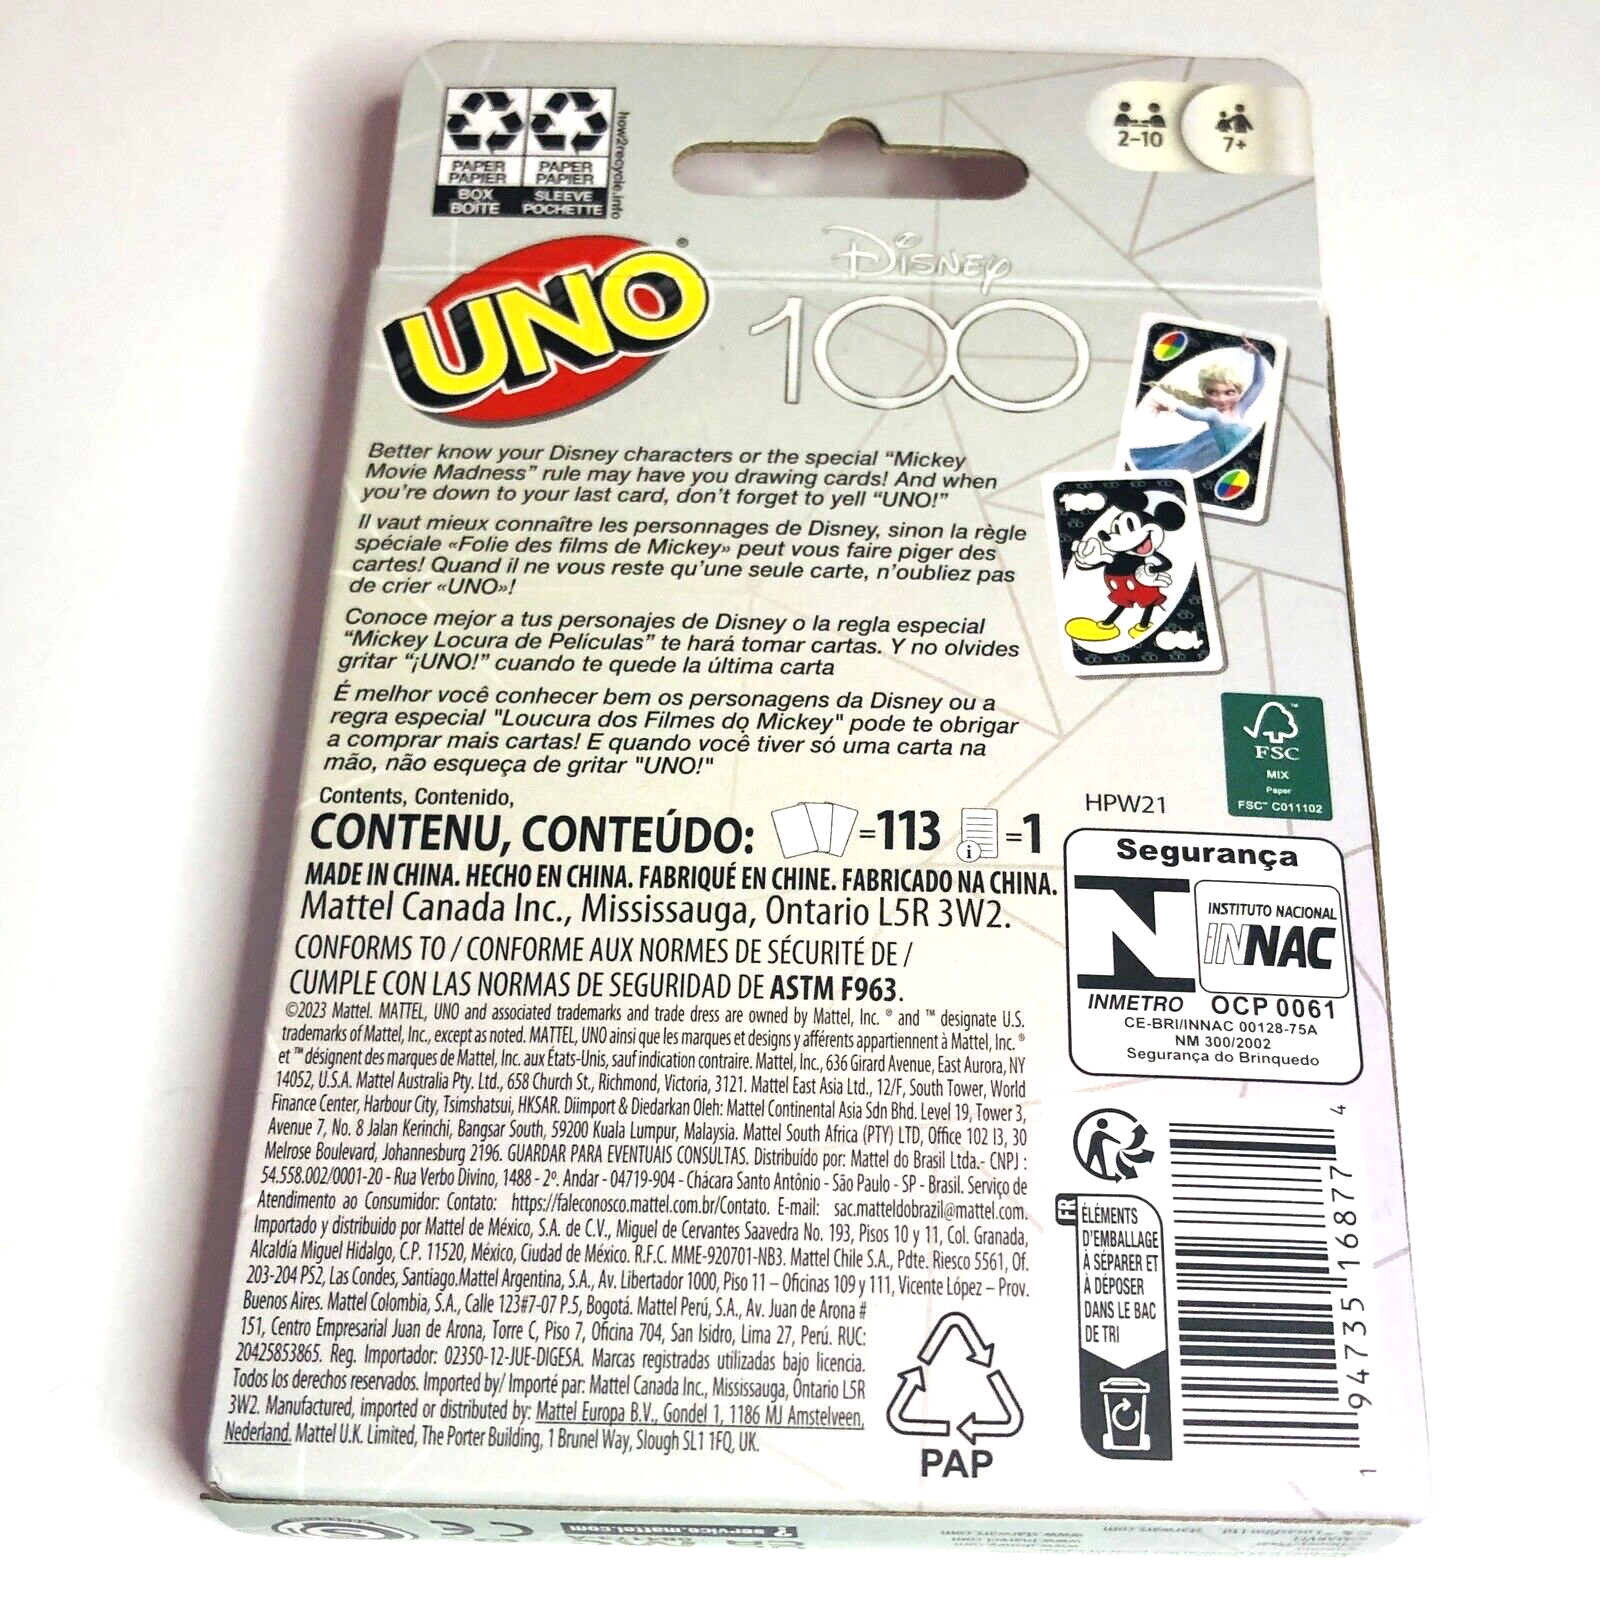 PAPER PAPER
PAPIER PAPIER
BOX SLEEVE
BOÎTE POCHETTE
how2recycle.info
2–10
7+
UNO®
Disney
100
Better know your Disney characters or the special “Mickey
Movie Madness” rule may have you drawing cards! And when
you’re down to your last card, don’t forget to yell “UNO!”
Il vaut mieux connaître les personnages de Disney, sinon la règle
spéciale «Folie des films de Mickey» peut vous faire piger des
cartes! Quand il ne vous reste qu’une seule carte, n’oubliez pas
de crier «UNO»!
Conoce mejor a tus personajes de Disney o la regla especial
“Mickey Locura de Películas” te hará tomar cartas. Y no olvides
gritar “¡UNO!” cuando te quede la última carta
É melhor você conhecer bem os personagens da Disney ou a
regra especial "Loucura dos Filmes do Mickey" pode te obrigar
a comprar mais cartas! E quando você tiver só uma carta na
mão, não esqueça de gritar "UNO!"
Contents, Contenido,
CONTENU, CONTEÚDO: =113 =1
MADE IN CHINA. HECHO EN CHINA. FABRIQUÉ EN CHINE. FABRICADO NA CHINA.
Mattel Canada Inc., Mississauga, Ontario L5R 3W2.
CONFORMS TO / CONFORME AUX NORMES DE SÉCURITÉ DE /
CUMPLE CON LAS NORMAS DE SEGURIDAD DE ASTM F963.
©2023 Mattel. MATTEL, UNO and associated trademarks and trade dress are owned by Mattel, Inc. ® and ™ designate U.S.
trademarks of Mattel, Inc., except as noted. MATTEL, UNO ainsi que les marques et designs y afférents appartiennent à Mattel, Inc. ®
et ™ désignent des marques de Mattel, Inc. aux États-Unis, sauf indication contraire. Mattel, Inc., 636 Girard Avenue, East Aurora, NY
14052, U.S.A. Mattel Australia Pty. Ltd., 658 Church St., Richmond, Victoria, 3121. Mattel East Asia Ltd., 12/F, South Tower, World
Finance Center, Harbour City, Tsimshatsui, HKSAR. Diimport & Diedarkan Oleh: Mattel Continental Asia Sdn Bhd. Level 19, Tower 3,
Avenue 7, No. 8 Jalan Kerinchi, Bangsar South, 59200 Kuala Lumpur, Malaysia. Mattel South Africa (PTY) LTD, Office 102 I3, 30
Melrose Boulevard, Johannesburg 2196. GUARDAR PARA EVENTUAIS CONSULTAS. Distribuído por: Mattel do Brasil Ltda.- CNPJ :
54.558.002/0001-20 - Rua Verbo Divino, 1488 - 2º. Andar - 04719-904 - Chácara Santo Antônio - São Paulo - SP - Brasil. Serviço de
Atendimento ao Consumidor: Contato: https://faleconosco.mattel.com.br/Contato. E-mail: sac.matteldobrazil@mattel.com.
Importado y distribuido por Mattel de México, S.A. de C.V., Miguel de Cervantes Saavedra No. 193, Pisos 10 y 11, Col. Granada,
Alcaldía Miguel Hidalgo, C.P. 11520, México, Ciudad de México. R.F.C. MME-920701-NB3. Mattel Chile S.A., Pdte. Riesco 5561, Of.
203-204 PS2, Las Condes, Santiago.Mattel Argentina, S.A., Av. Libertador 1000, Piso 11 – Oficinas 109 y 111, Vicente López – Prov.
Buenos Aires. Mattel Colombia, S.A., Calle 123#7-07 P.5, Bogotá. Mattel Perú, S.A., Av. Juan de Arona #
151, Centro Empresarial Juan de Arona, Torre C, Piso 7, Oficina 704, San Isidro, Lima 27, Perú. RUC:
20425853865. Reg. Importador: 02350-12-JUE-DIGESA. Marcas registradas utilizadas bajo licencia.
Todos los derechos reservados. Imported by/ Importé par: Mattel Canada Inc., Mississauga, Ontario L5R
3W2. Manufactured, imported or distributed by: Mattel Europa B.V., Gondel 1, 1186 MJ Amstelveen,
Nederland. Mattel U.K. Limited, The Porter Building, 1 Brunel Way, Slough SL1 1FQ, UK.
PAP
™
FSC
MIX
Paper
FSC™ C011102
HPW21
Segurança
INSTITUTO NACIONAL
INNAC
INMETRO OCP 0061
CE-BRI/INNAC 00128-75A
NM 300/2002
Segurança do Brinquedo
FR
ÉLÉMENTS
D’EMBALLAGE
À SÉPARER ET
À DÉPOSER
DANS LE BAC
DE TRI
1 94735 16877 4
? service.mattel.com
www.starwars.com
www.marvel.com
www.disney.com